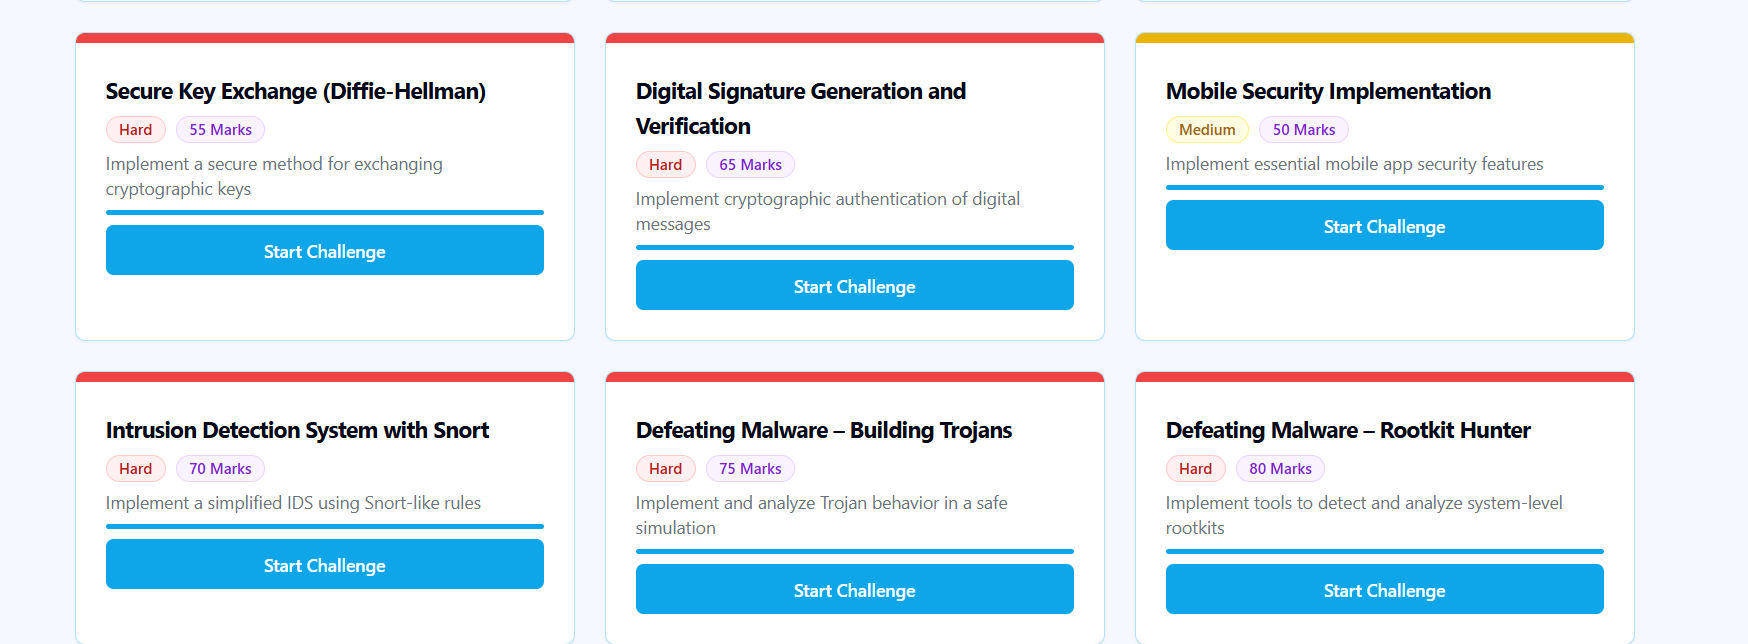 Secure Key Exchange (Diffie-Hellman)
Hard
55 Marks
Implement a secure method for exchanging
cryptographic keys
Start Challenge
Digital Signature Generation and
Verification
Hard
65 Marks
Implement cryptographic authentication of digital
messages
Start Challenge
Mobile Security Implementation
Medium
50 Marks
Implement essential mobile app security features
Start Challenge
Intrusion Detection System with Snort
Hard
70 Marks
Implement a simplified IDS using Snort-like rules
Start Challenge
Defeating Malware – Building Trojans
Hard
75 Marks
Implement and analyze Trojan behavior in a safe
simulation
Start Challenge
Defeating Malware – Rootkit Hunter
Hard
80 Marks
Implement tools to detect and analyze system-level
rootkits
Start Challenge